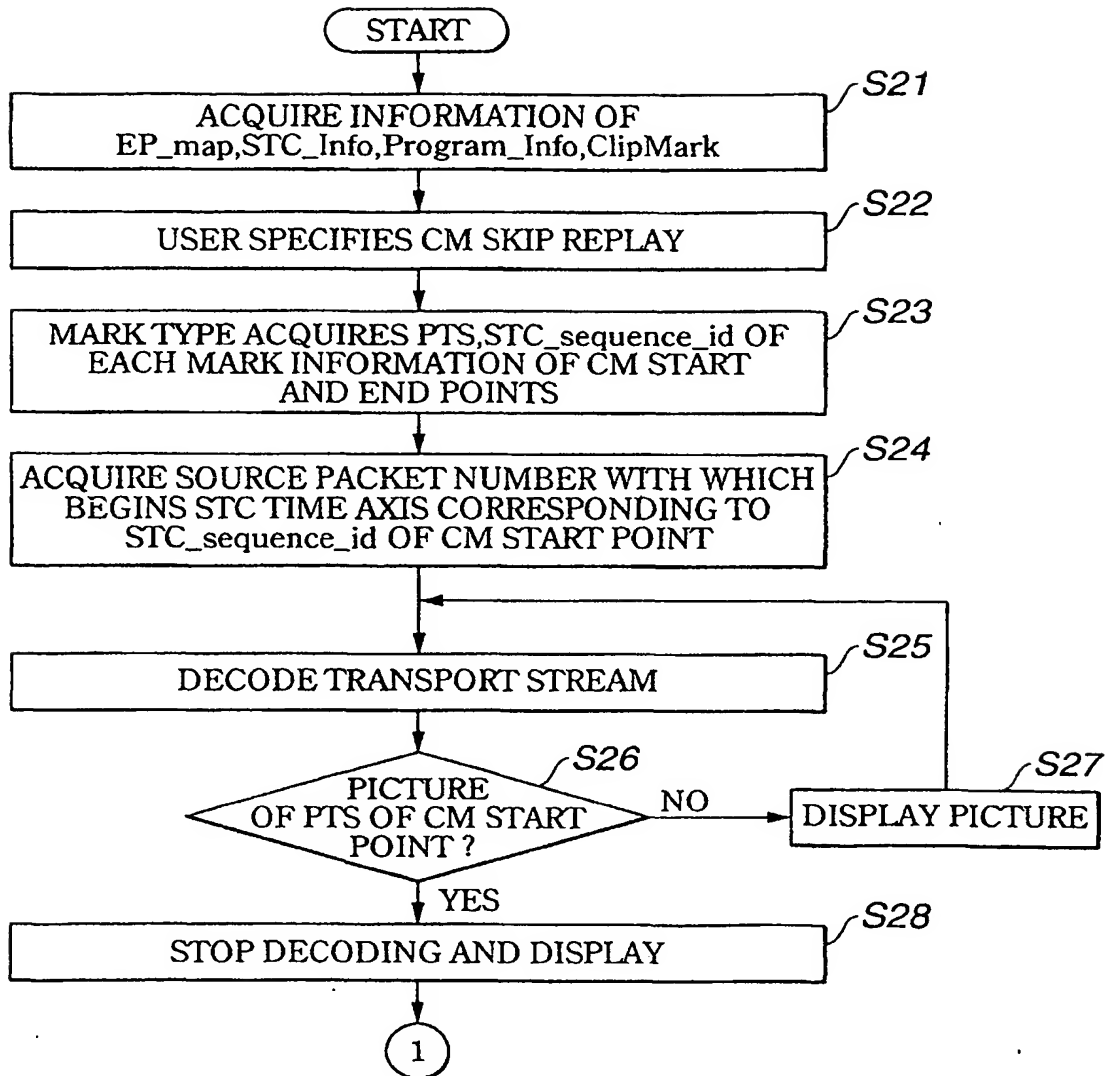 START
S21
ACQUIRE INFORMATION OF
EP_map,STC_Info,Program_Info,ClipMark
S22
USER SPECIFIES CM SKIP REPLAY
S23
MARK TYPE ACQUIRES PTS,STC_sequence_id OF
EACH MARK INFORMATION OF CM START
AND END POINTS
S24
ACQUIRE SOURCE PACKET NUMBER WITH WHICH
BEGINS STC TIME AXIS CORRESPONDING TO
STC_sequence_id OF CM START POINT
S25
DECODE TRANSPORT STREAM
S26
PICTURE
OF PTS OF CM START
POINT ?
NO
S27
DISPLAY PICTURE
YES
S28
STOP DECODING AND DISPLAY
1